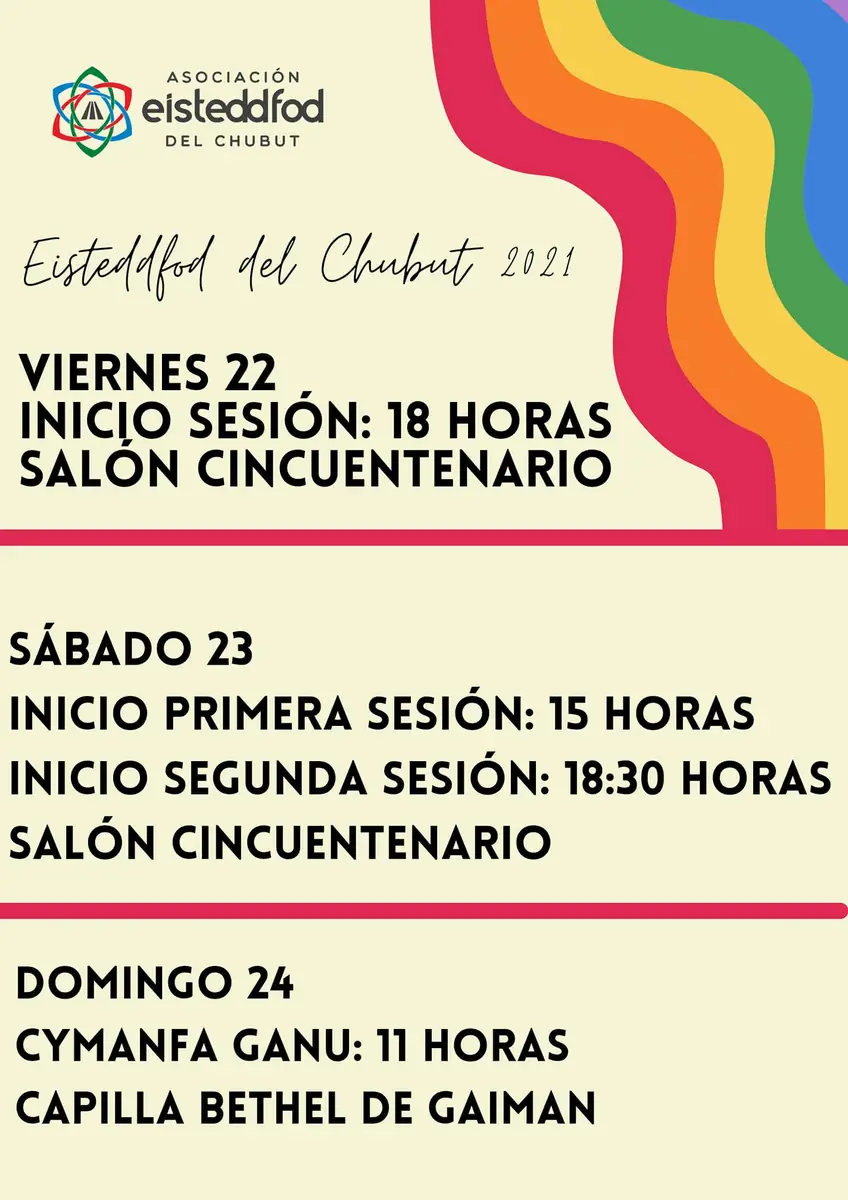 ASOCIACIÓN
eisteddfod
DEL CHUBUT
Eisteddfod del Chubut 2021
VIERNES 22
INICIO SESIÓN: 18 HORAS
SALÓN CINCUENTENARIO
SÁBADO 23
INICIO PRIMERA SESIÓN: 15 HORAS
INICIO SEGUNDA SESIÓN: 18:30 HORAS
SALÓN CINCUENTENARIO
DOMINGO 24
CYMANFA GANU: 11 HORAS
CAPILLA BETHEL DE GAIMAN